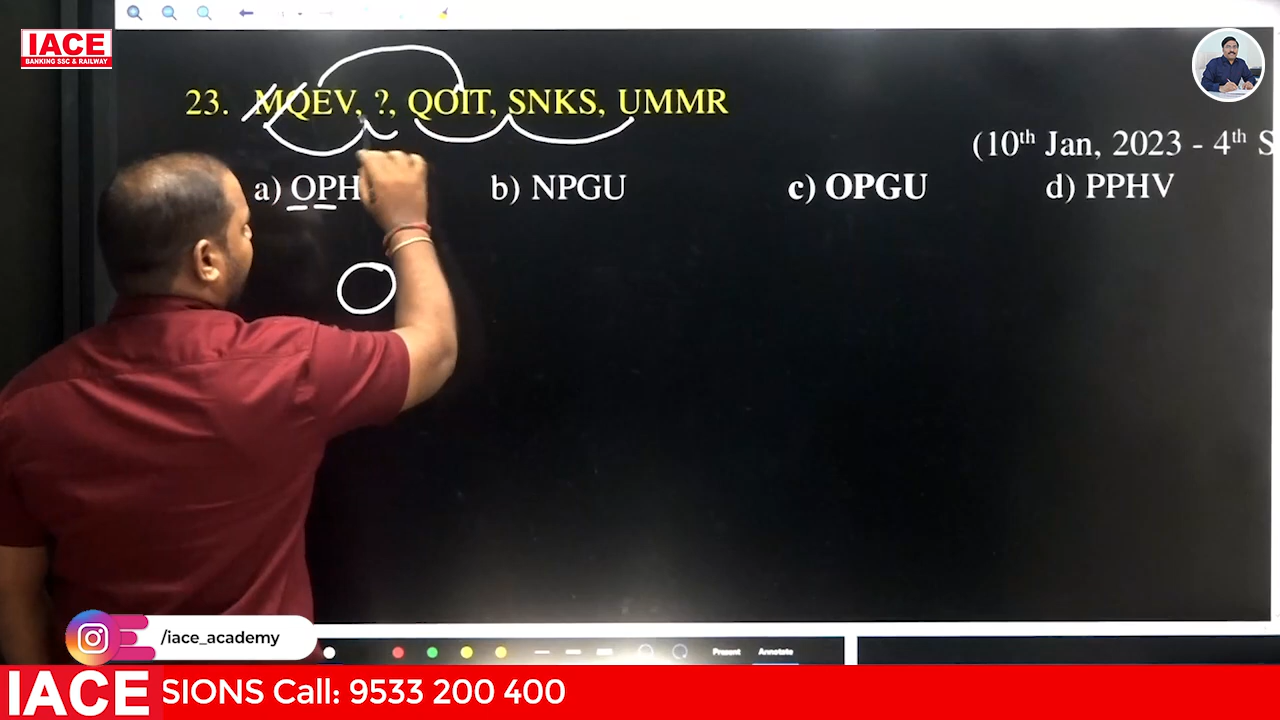 IACE
BANKING SSC & RAILWAY
23. MQEV, ?, QOIT, SNKS, UMMR
(10th Jan, 2023 - 4th S
a) OPH
b) NPGU
c) OPGU
d) PPHV
/iace_academy
Present
Annotate
IACE
SIONS Call: 9533 200 400